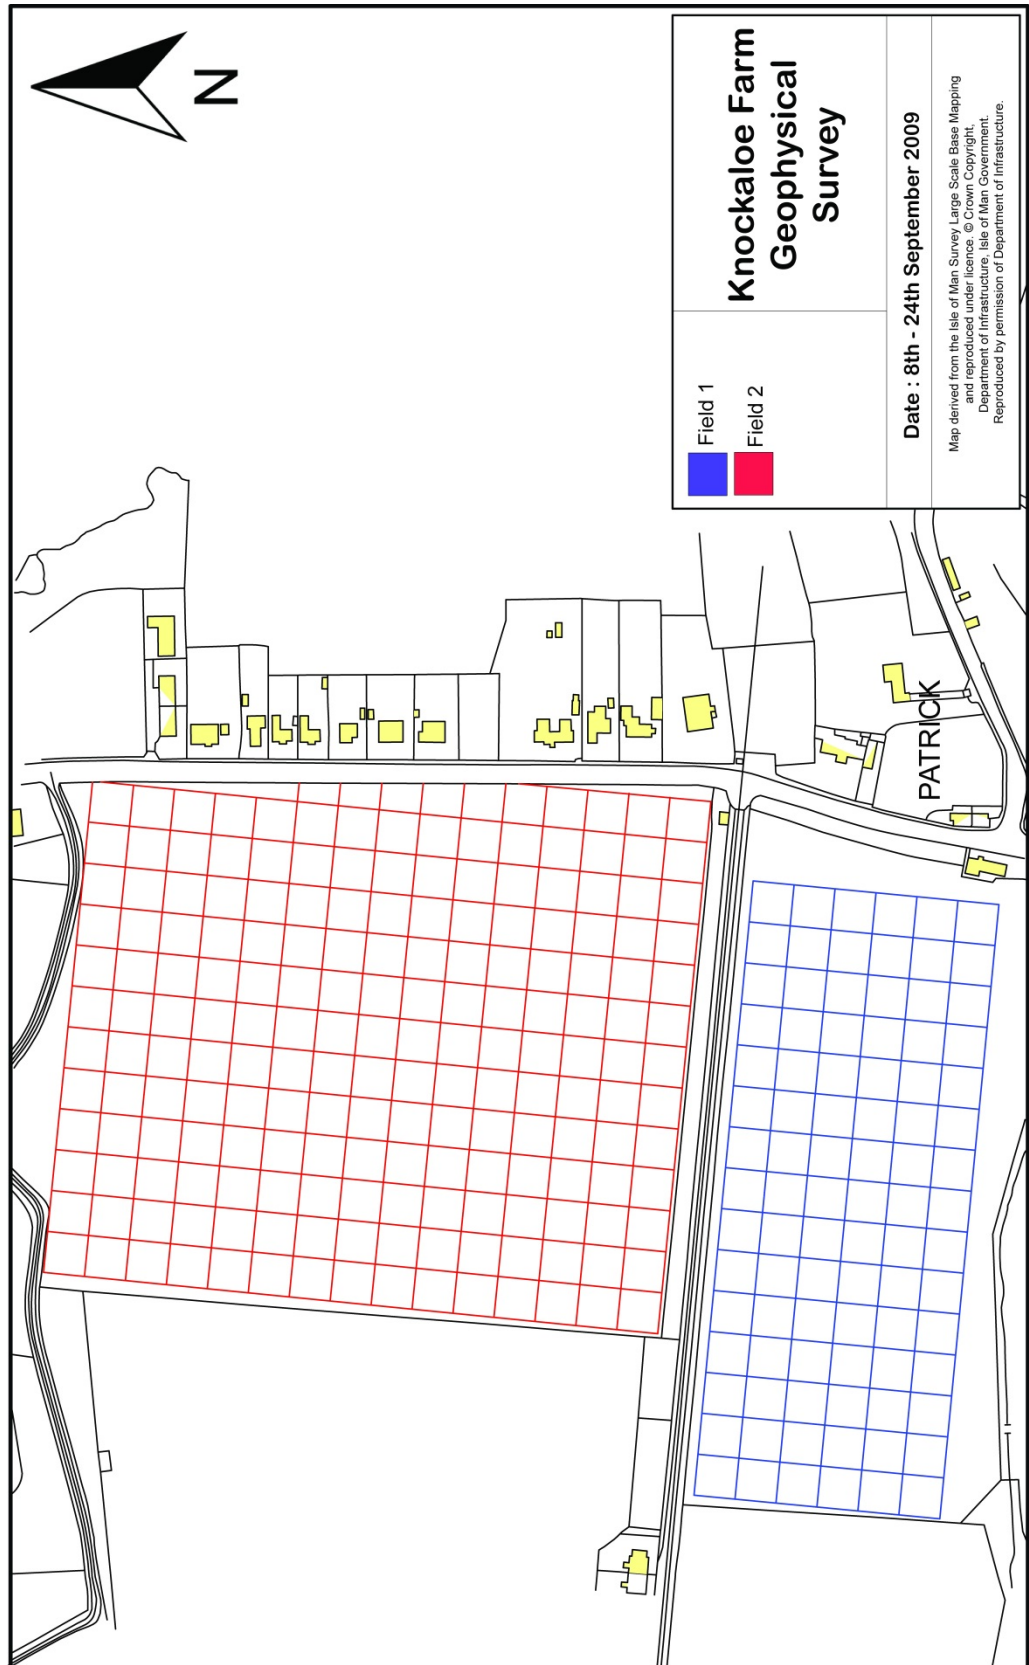 N
Knockaloe Farm
Geophysical
Survey
Field 1
Field 2
Date : 8th - 24th September 2009
Map derived from the Isle of Man Survey Large Scale Base Mapping
and reproduced under licence. © Crown Copyright,
Department of Infrastructure, Isle of Man Government.
Reproduced by permission of Department of Infrastructure.
PATRICK